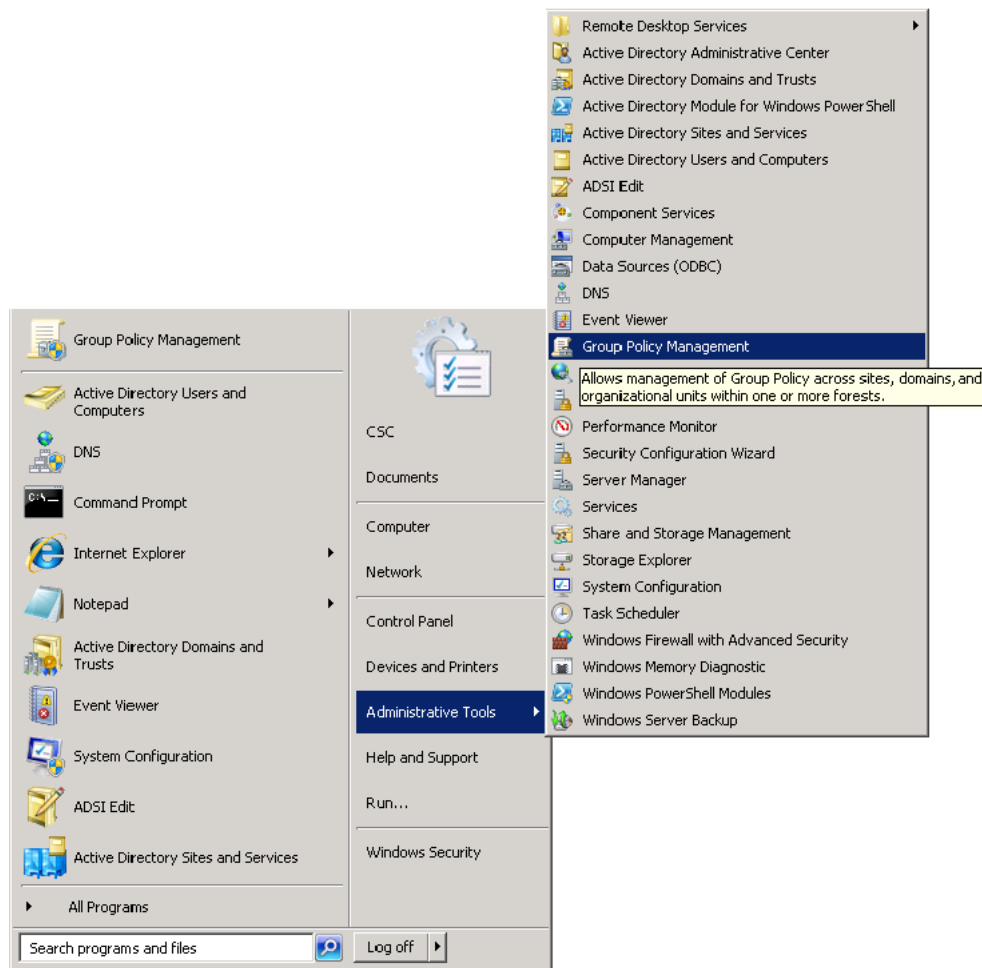 Remote Desktop Services
Active Directory Administrative Center
Active Directory Domains and Trusts
Active Directory Module for Windows PowerShell
Active Directory Sites and Services
Active Directory Users and Computers
ADSI Edit
Component Services
Computer Management
Data Sources (ODBC)
DNS
Event Viewer
Group Policy Management
Allows management of Group Policy across sites, domains, and
organizational units within one or more forests.
Performance Monitor
Security Configuration Wizard
Server Manager
Services
Share and Storage Management
Storage Explorer
System Configuration
Task Scheduler
Windows Firewall with Advanced Security
Windows Memory Diagnostic
Windows PowerShell Modules
Windows Server Backup
Group Policy Management
Active Directory Users and
Computers
DNS
Command Prompt
Internet Explorer
Notepad
Active Directory Domains and
Trusts
Event Viewer
System Configuration
ADSI Edit
Active Directory Sites and Services
All Programs
Search programs and files
CSC
Documents
Computer
Network
Control Panel
Devices and Printers
Administrative Tools
Help and Support
Run...
Windows Security
Log off